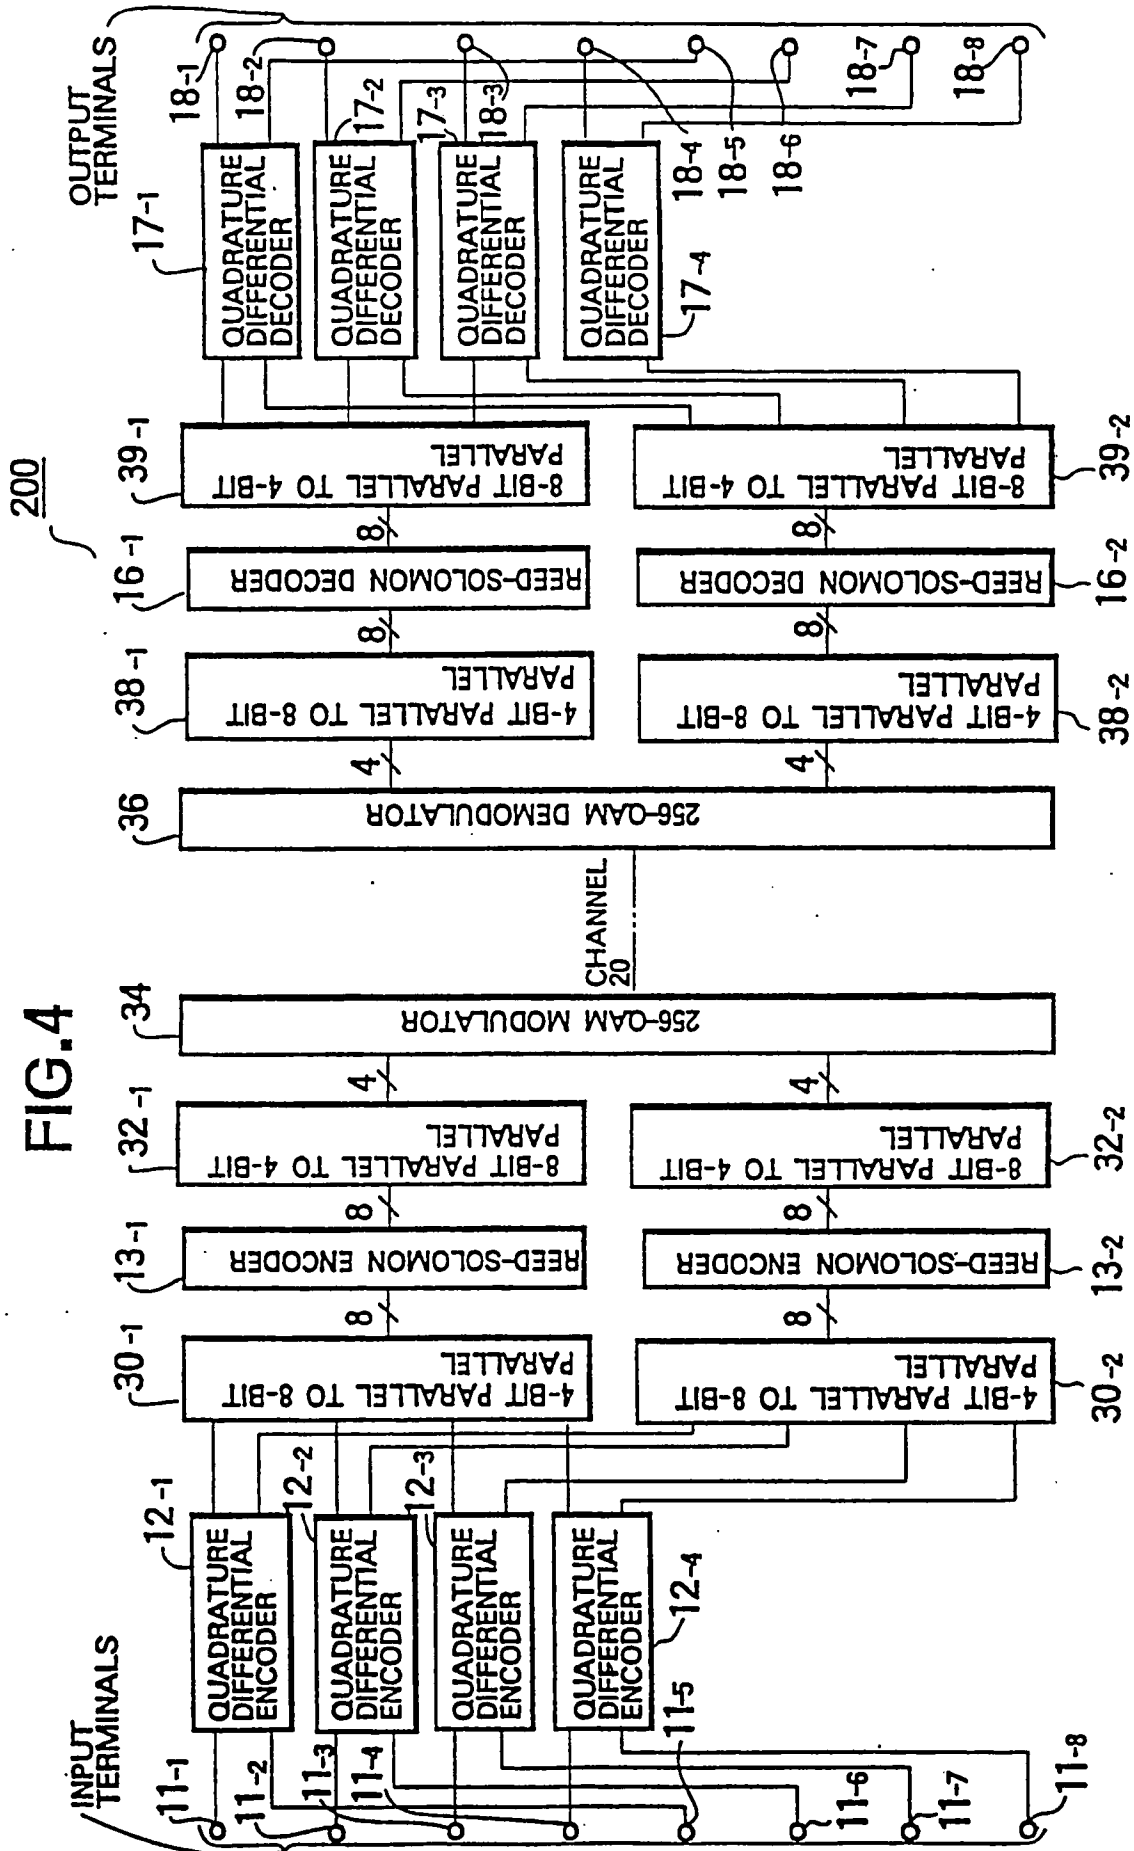 FIG.4
200
INPUT
TERMINALS
11-1
11-2
11-3
11-4
11-5
11-6
11-7
11-8
12-1
QUADRATURE
DIFFERENTIAL
ENCODER
12-2
QUADRATURE
DIFFERENTIAL
ENCODER
12-3
QUADRATURE
DIFFERENTIAL
ENCODER
12-4
QUADRATURE
DIFFERENTIAL
ENCODER
30-1
4-BIT PARALLEL TO 8-BIT
PARALLEL
30-2
4-BIT PARALLEL TO 8-BIT
PARALLEL
8
8
13-1
REED-SOLOMON ENCODER
13-2
REED-SOLOMON ENCODER
8
8
32-1
8-BIT PARALLEL TO 4-BIT
PARALLEL
32-2
8-BIT PARALLEL TO 4-BIT
PARALLEL
4
4
34
256-QAM MODULATOR
CHANNEL
20
36
256-QAM DEMODULATOR
4
4
38-1
4-BIT PARALLEL TO 8-BIT
PARALLEL
38-2
4-BIT PARALLEL TO 8-BIT
PARALLEL
8
8
16-1
REED-SOLOMON DECODER
16-2
REED-SOLOMON DECODER
8
8
39-1
8-BIT PARALLEL TO 4-BIT
PARALLEL
39-2
8-BIT PARALLEL TO 4-BIT
PARALLEL
17-1
QUADRATURE
DIFFERENTIAL
DECODER
17-2
QUADRATURE
DIFFERENTIAL
DECODER
17-3
QUADRATURE
DIFFERENTIAL
DECODER
17-4
QUADRATURE
DIFFERENTIAL
DECODER
OUTPUT
TERMINALS
18-1
18-2
18-3
18-4
18-5
18-6
18-7
18-8